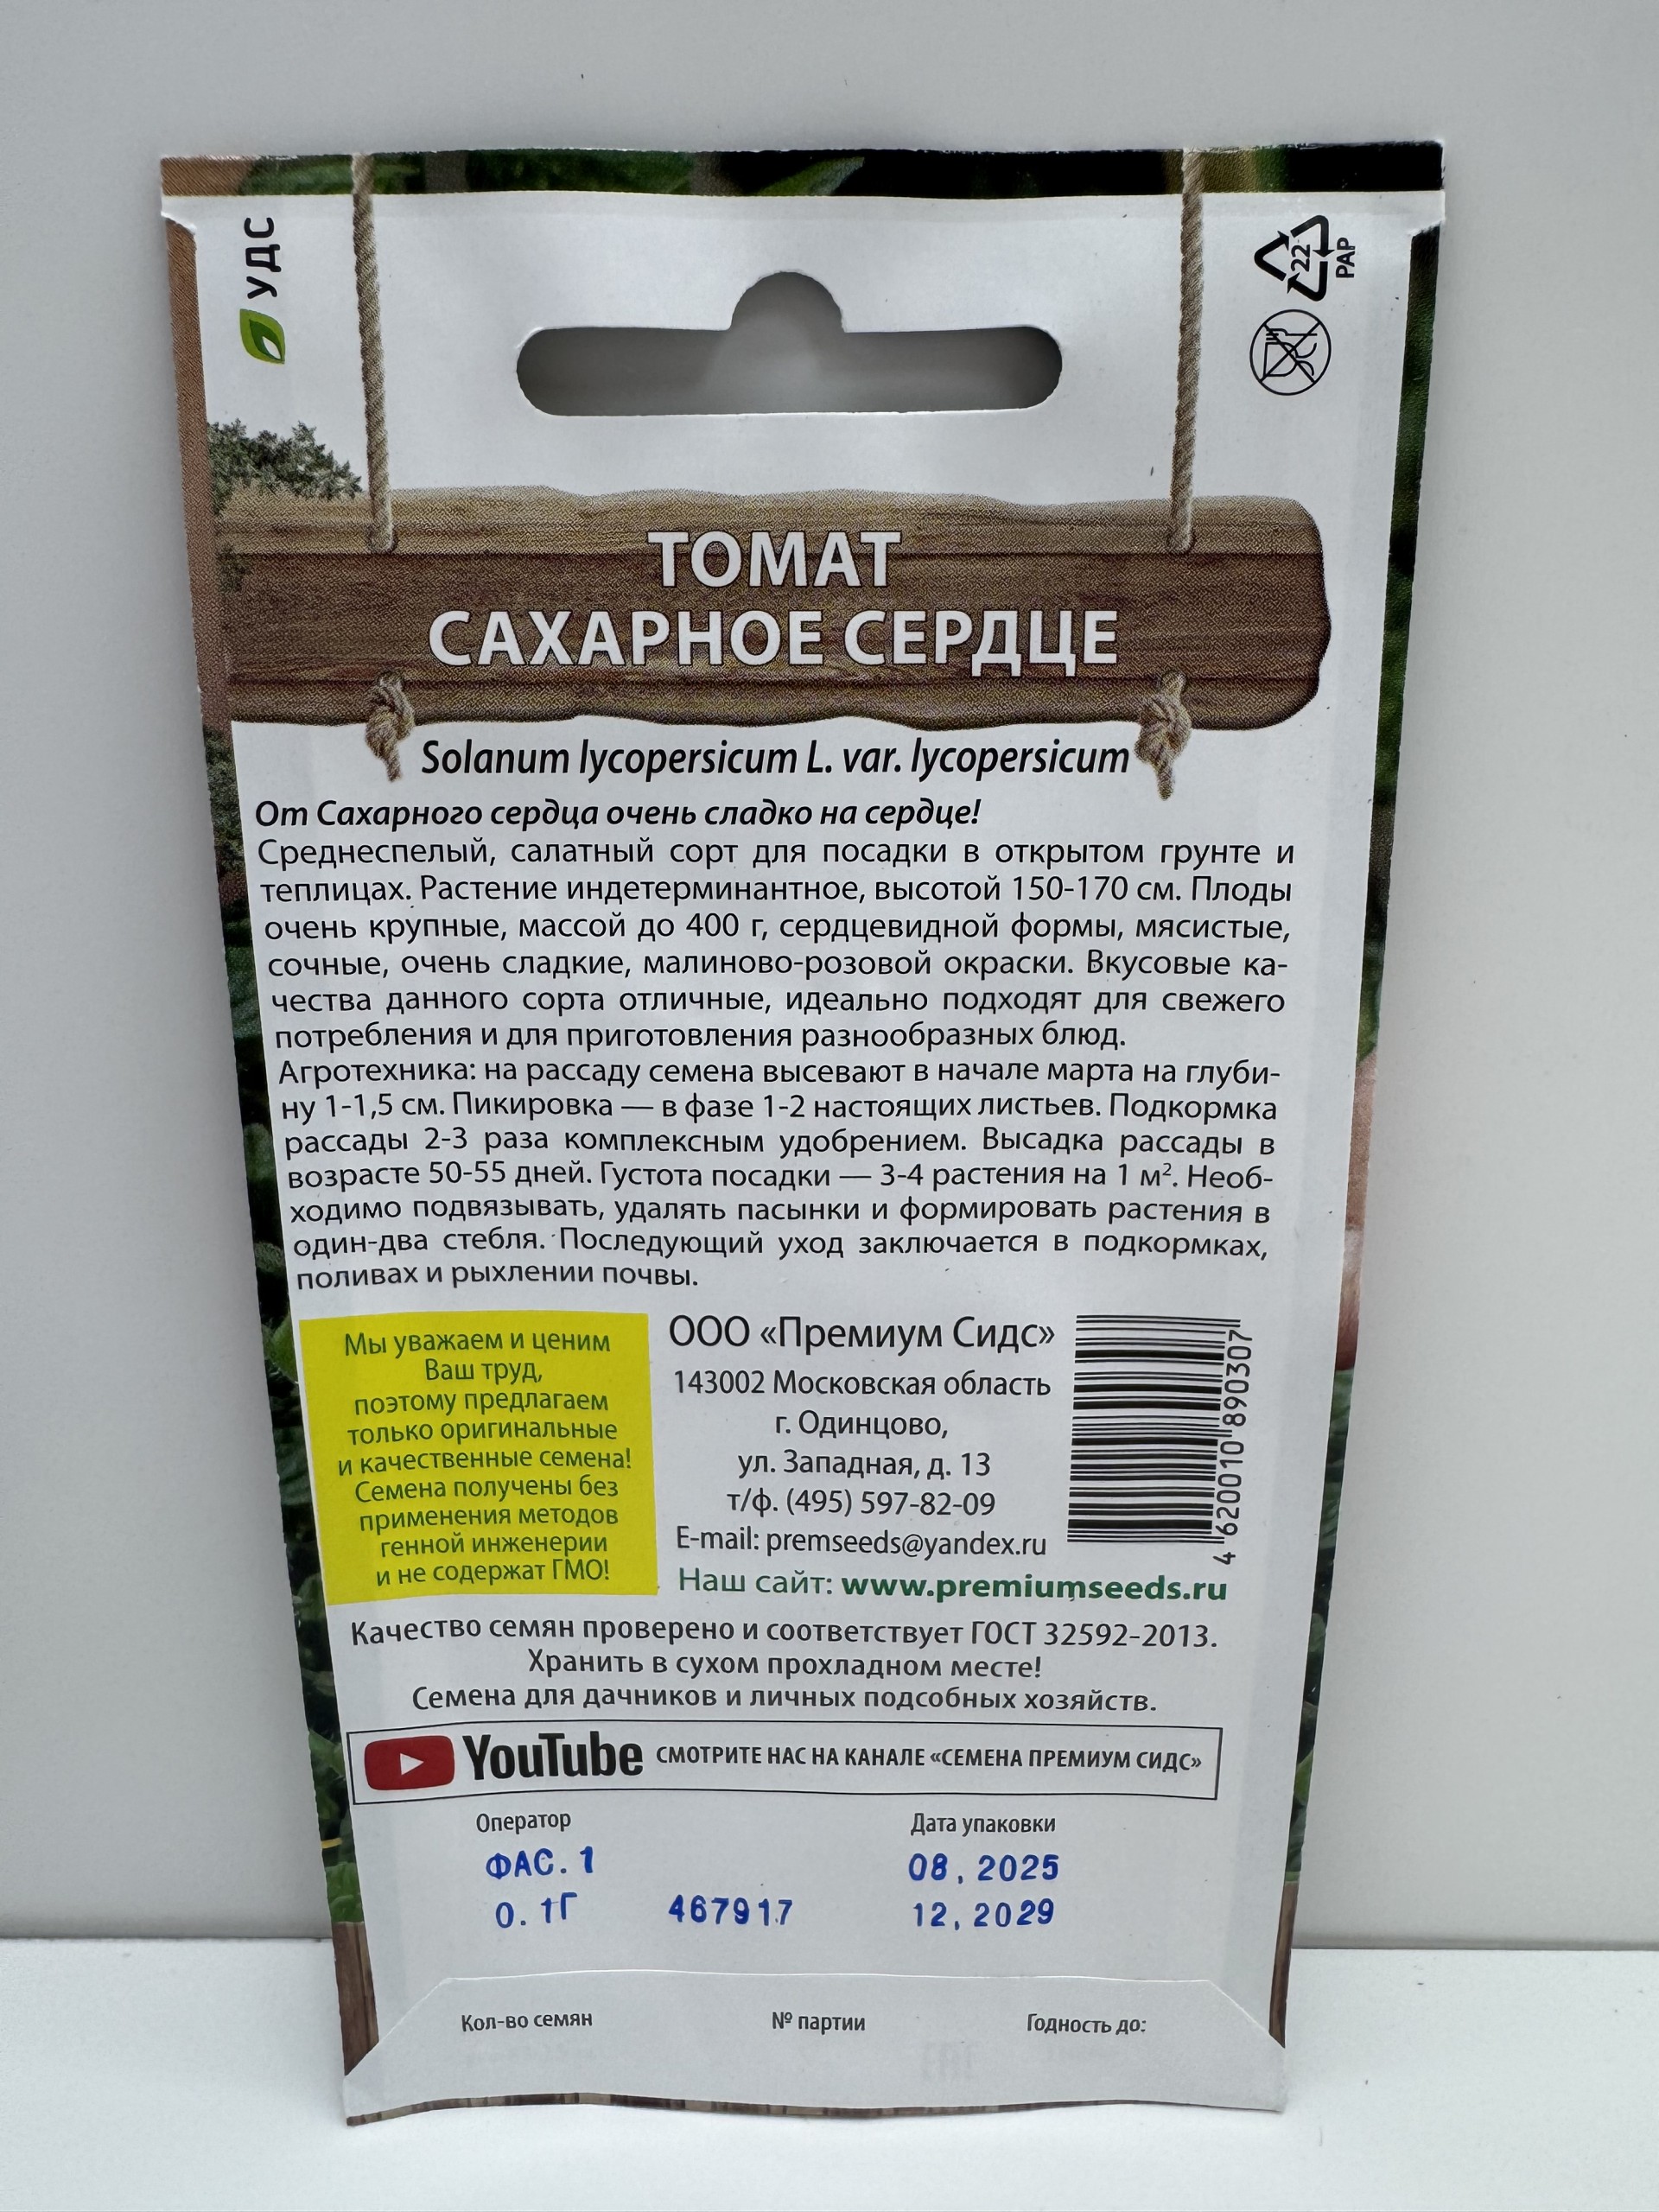 УДС
22
PAP
ТОМАТ
САХАРНОЕ СЕРДЦЕ
Solanum lycopersicum L. var. lycopersicum
От Сахарного сердца очень сладко на сердце!
Среднеспелый, салатный сорт для посадки в открытом грунте и
теплицах. Растение индетерминантное, высотой 150-170 см. Плоды
очень крупные, массой до 400 г, сердцевидной формы, мясистые,
сочные, очень сладкие, малиново-розовой окраски. Вкусовые ка-
чества данного сорта отличные, идеально подходят для свежего
потребления и для приготовления разнообразных блюд.
Агротехника: на рассаду семена высевают в начале марта на глуби-
ну 1-1,5 см. Пикировка — в фазе 1-2 настоящих листьев. Подкормка
рассады 2-3 раза комплексным удобрением. Высадка рассады в
возрасте 50-55 дней. Густота посадки — 3-4 растения на 1 м². Необ-
ходимо подвязывать, удалять пасынки и формировать растения в
один-два стебля. Последующий уход заключается в подкормках,
поливах и рыхлении почвы.
Мы уважаем и ценим
Ваш труд,
поэтому предлагаем
только оригинальные
и качественные семена!
Семена получены без
применения методов
генной инженерии
и не содержат ГМО!
ООО «Премиум Сидс»
143002 Московская область
г. Одинцово,
ул. Западная, д. 13
т/ф. (495) 597-82-09
E-mail: premseeds@yandex.ru
Наш сайт: www.premiumseeds.ru
4 620010 890307
Качество семян проверено и соответствует ГОСТ 32592-2013.
Хранить в сухом прохладном месте!
Семена для дачников и личных подсобных хозяйств.
YouTube СМОТРИТЕ НАС НА КАНАЛЕ «СЕМЕНА ПРЕМИУМ СИДС»
Оператор Дата упаковки
ФАС. 1 08, 2025
0. 1Г 467917 12, 2029
Кол-во семян № партии Годность до: